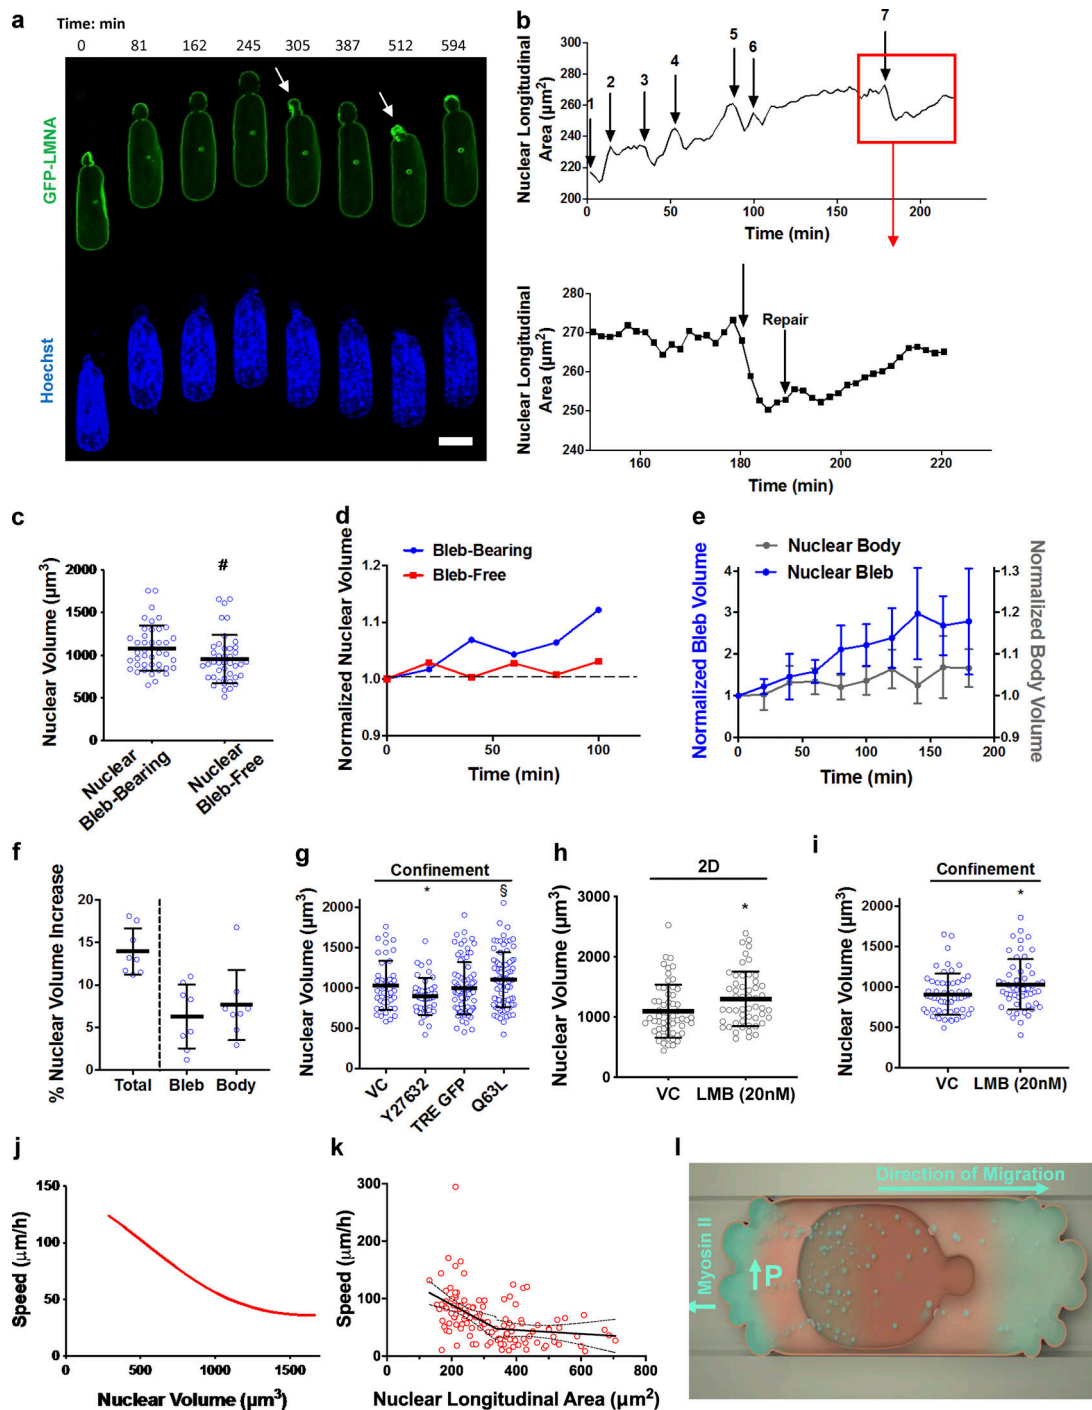 a
Time: min
0 81 162 245 305 387 512 594
GFP-LMNA
Hoechst
b
Nuclear Longitudinal
Area (µm²)
300
280
260
240
220
200
1 2 3 4 5 6 7
0 50 100 150 200
Time (min)
Nuclear Longitudinal
Area (µm²)
280
270
260
250
240
Repair
160 180 200 220
Time (min)
c
Nuclear Volume (µm³)
2000
1500
1000
500
0
#
Nuclear
Bleb-Bearing
Nuclear
Bleb-Free
d
Normalized Nuclear Volume
1.2
1.1
1.0
0.9
Bleb-Bearing
Bleb-Free
0 50 100
Time (min)
e
Normalized Bleb Volume
4
3
2
1
0
Nuclear Body
Nuclear Bleb
1.3
1.2
1.1
1.0
0.9
Normalized Body Volume
0 50 100 150 200
Time (min)
f
% Nuclear Volume Increase
20
15
10
5
0
Total Bleb Body
g
Confinement
Nuclear Volume (µm³)
2000
1500
1000
500
0
* §
VC
Y27632
TRE GFP
Q63L
h
2D
Nuclear Volume (µm³)
3000
2000
1000
0
*
VC LMB (20nM)
i
Confinement
Nuclear Volume (µm³)
2000
1500
1000
500
0
*
VC LMB (20nM)
j
Speed (µm/h)
150
100
50
0
0 500 1000 1500
Nuclear Volume (µm³)
k
Speed (µm/h)
400
300
200
100
0
0 200 400 600 800
Nuclear Longitudinal Area (µm²)
l
Direction of Migration
Myosin II
P